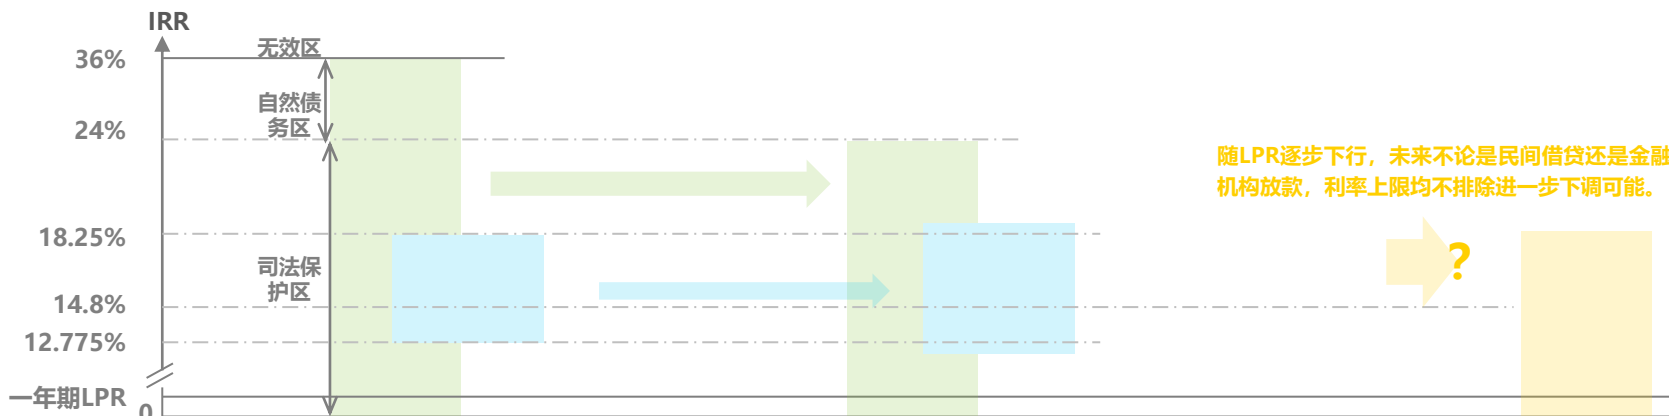 IRR
36%
无效区
自然债
务区
24%
随LPR逐步下行，未来不论是民间借贷还是金融
机构放款，利率上限均不排除进一步下调可能。
18.25%
?
司法保
护区
14.8%
12.775%
一年期LPR
0